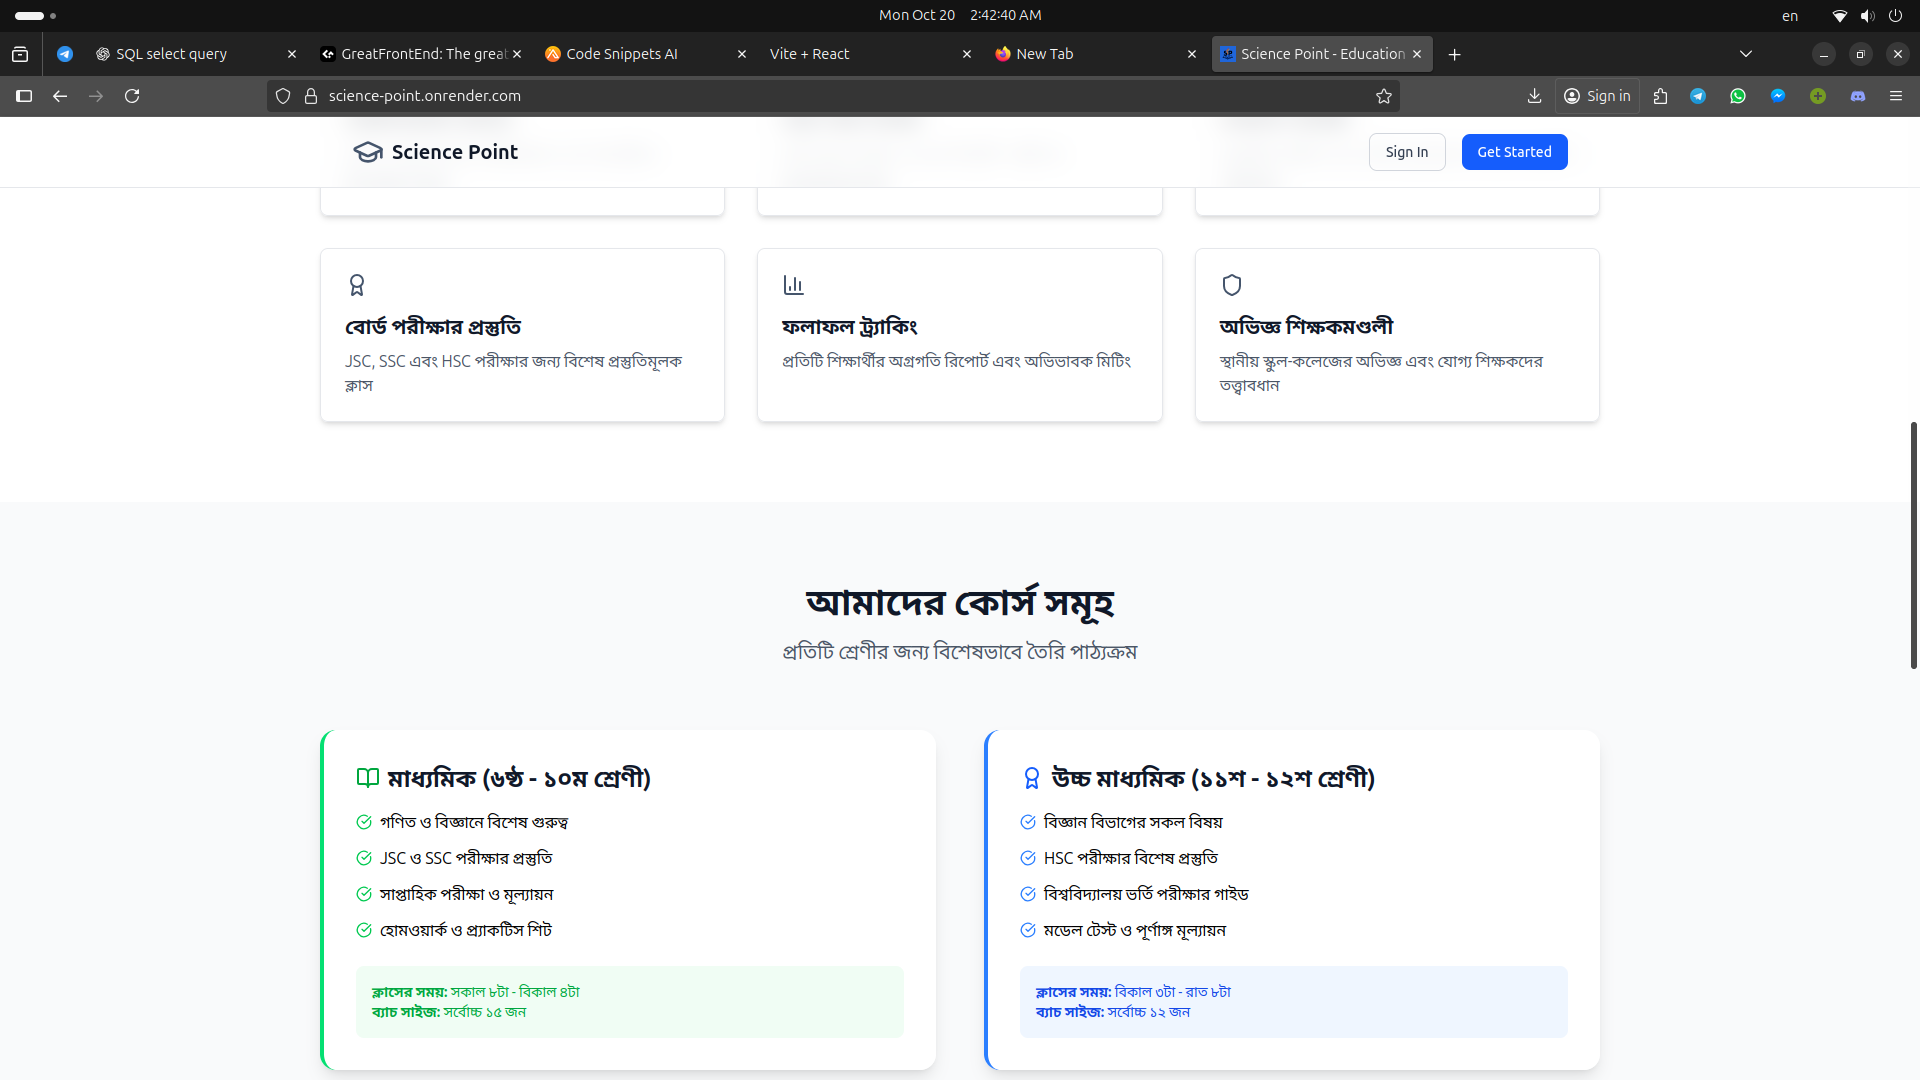 Mon Oct 20 2:42:40 AM
en
SQL select query
GreatFrontEnd: The great
Code Snippets AI
Vite + React
New Tab
Science Point - Education
science-point.onrender.com
Sign in
Science Point
Sign In
Get Started
বোর্ড পরীক্ষার প্রস্তুতি
JSC, SSC এবং HSC পরীক্ষার জন্য বিশেষ প্রস্তুতিমূলক
ক্লাস
ফলাফল ট্র্যাকিং
প্রতিটি শিক্ষার্থীর অগ্রগতি রিপোর্ট এবং অভিভাবক মিটিং
অভিজ্ঞ শিক্ষকমণ্ডলী
স্থানীয় স্কুল-কলেজের অভিজ্ঞ এবং যোগ্য শিক্ষকদের
তত্ত্বাবধান
আমাদের কোর্স সমূহ
প্রতিটি শ্রেণীর জন্য বিশেষভাবে তৈরি পাঠ্যক্রম
মাধ্যমিক (৬ষ্ঠ - ১০ম শ্রেণী)
গণিত ও বিজ্ঞানে বিশেষ গুরুত্ব
JSC ও SSC পরীক্ষার প্রস্তুতি
সাপ্তাহিক পরীক্ষা ও মূল্যায়ন
হোমওয়ার্ক ও প্র্যাকটিস শিট
ক্লাসের সময়: সকাল ৮টা - বিকাল ৪টা
ব্যাচ সাইজ: সর্বোচ্চ ১৫ জন
উচ্চ মাধ্যমিক (১১শ - ১২শ শ্রেণী)
বিজ্ঞান বিভাগের সকল বিষয়
HSC পরীক্ষার বিশেষ প্রস্তুতি
বিশ্ববিদ্যালয় ভর্তি পরীক্ষার গাইড
মডেল টেস্ট ও পূর্ণাঙ্গ মূল্যায়ন
ক্লাসের সময়: বিকাল ৩টা - রাত ৮টা
ব্যাচ সাইজ: সর্বোচ্চ ১২ জন